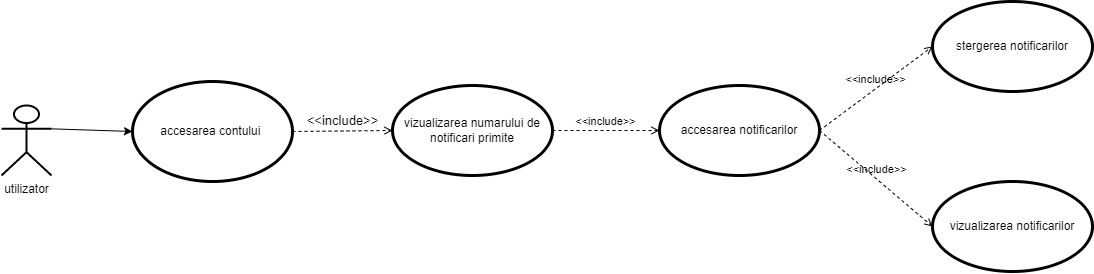 utilizator
accesarea contului
<<include>>
vizualizarea numarului de
notificari primite
<<include>>
accesarea notificarilor
<<include>>
stergerea notificarilor
<<include>>
vizualizarea notificarilor